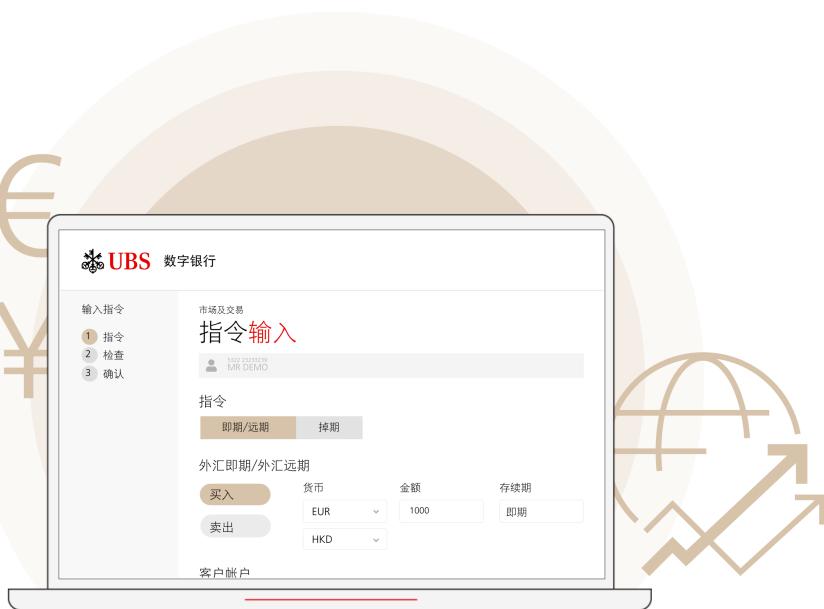 UBS 数字银行
输入指令
1 指令
2 检查
3 确认
市场及交易
指令输入
MR DEMO
指令
即期/远期 掉期
外汇即期/外汇远期
买入
卖出
货币 金额 存续期
EUR 1000 即期
HKD
客户帐户